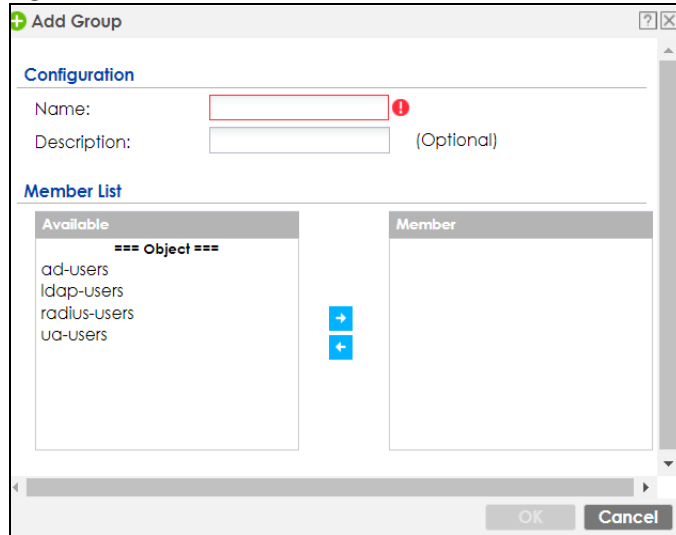 Add Group
Configuration
Name:
Description: (Optional)
Member List
Available Member
=== Object ===
ad-users
ldap-users
radius-users
ua-users
OK Cancel